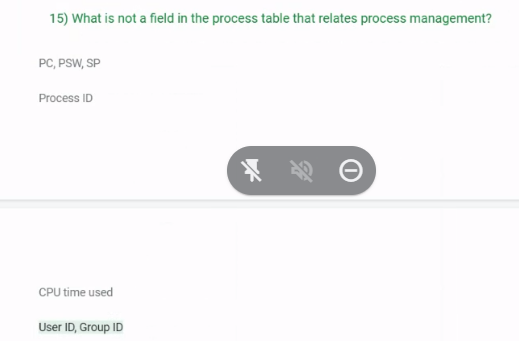 15) What is not a field in the process table that relates process management?
PC, PSW, SP
Process ID
CPU time used
User ID, Group ID